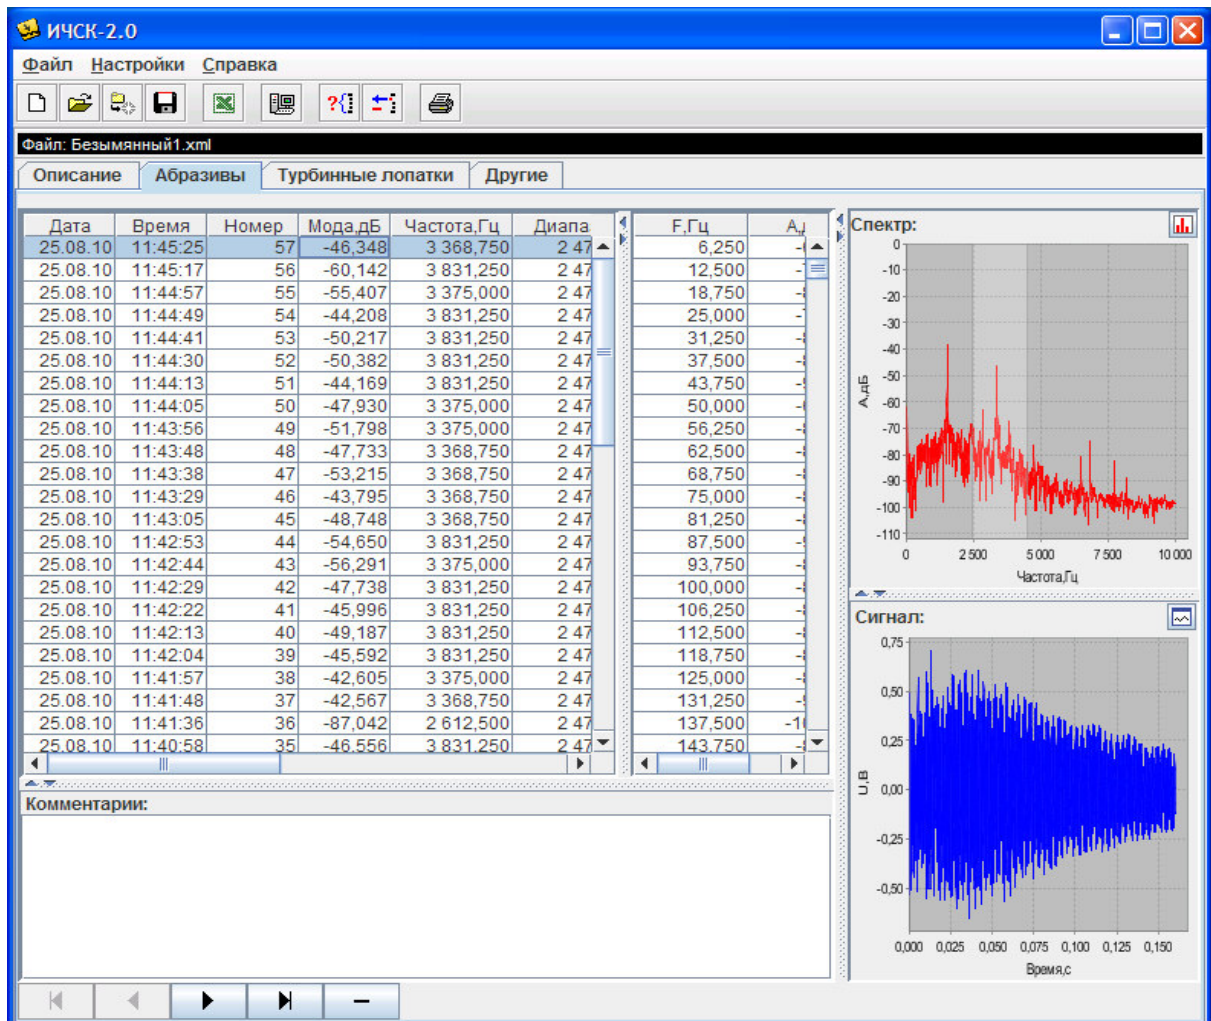 ИЧСК-2.0
Файл Настройки Справка
Файл: Безымянный1.xml
Описание Абразивы Турбинные лопатки Другие
Дата Время Номер Мода,дБ Частота,Гц Диапа
25.08.10 11:45:25 57 -46,348 3 368,750 2 47
25.08.10 11:45:17 56 -60,142 3 831,250 2 47
25.08.10 11:44:57 55 -55,407 3 375,000 2 47
25.08.10 11:44:49 54 -44,208 3 831,250 2 47
25.08.10 11:44:41 53 -50,217 3 831,250 2 47
25.08.10 11:44:30 52 -50,382 3 831,250 2 47
25.08.10 11:44:13 51 -44,169 3 831,250 2 47
25.08.10 11:44:05 50 -47,930 3 375,000 2 47
25.08.10 11:43:56 49 -51,798 3 375,000 2 47
25.08.10 11:43:48 48 -47,733 3 368,750 2 47
25.08.10 11:43:38 47 -53,215 3 368,750 2 47
25.08.10 11:43:29 46 -43,795 3 368,750 2 47
25.08.10 11:43:05 45 -48,748 3 368,750 2 47
25.08.10 11:42:53 44 -54,650 3 831,250 2 47
25.08.10 11:42:44 43 -56,291 3 375,000 2 47
25.08.10 11:42:29 42 -47,738 3 831,250 2 47
25.08.10 11:42:22 41 -45,996 3 831,250 2 47
25.08.10 11:42:13 40 -49,187 3 831,250 2 47
25.08.10 11:42:04 39 -45,592 3 831,250 2 47
25.08.10 11:41:57 38 -42,605 3 375,000 2 47
25.08.10 11:41:48 37 -42,567 3 368,750 2 47
25.08.10 11:41:36 36 -87,042 2 612,500 2 47
25.08.10 11:40:58 35 -46,556 3 831,250 2 47
F,Гц
6,250
12,500
18,750
25,000
31,250
37,500
43,750
50,000
56,250
62,500
68,750
75,000
81,250
87,500
93,750
100,000
106,250
112,500
118,750
125,000
131,250
137,500
143,750
Спектр:
0
-10
-20
-30
-40
-50
-60
-70
-80
-90
-100
-110
А,дБ
0 2 500 5 000 7 500 10 000
Частота,Гц
Сигнал:
0,75
0,50
0,25
0,00
-0,25
-0,50
U,В
0,000 0,025 0,050 0,075 0,100 0,125 0,150
Время,с
Комментарии: